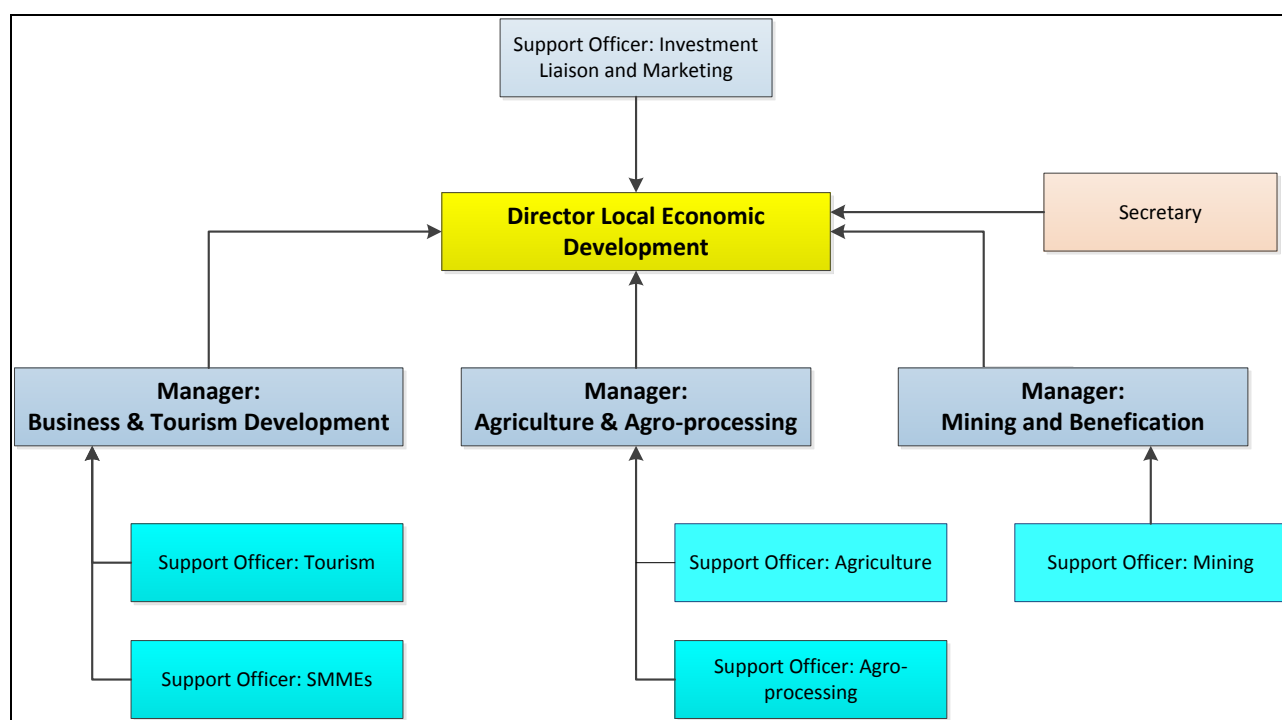 Support Officer: Investment
Liaison and Marketing
Director Local Economic
Development
Secretary
Manager:
Business & Tourism Development
Manager:
Agriculture & Agro-processing
Manager:
Mining and Benefication
Support Officer: Tourism
Support Officer: Agriculture
Support Officer: Mining
Support Officer: SMMEs
Support Officer: Agro-
processing